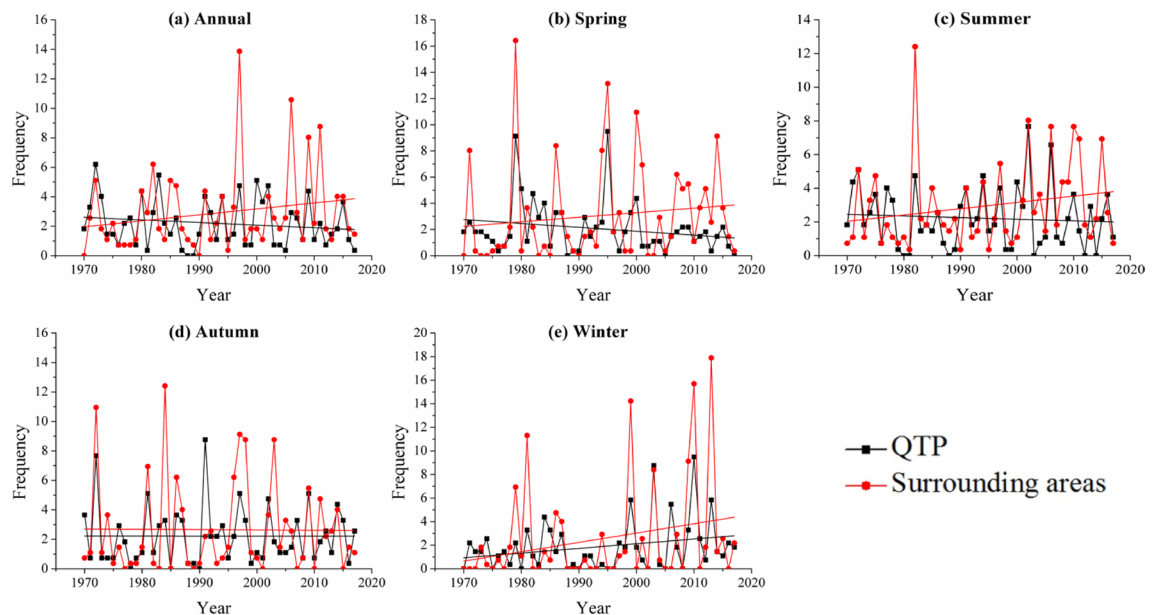 (a) Annual
16
14
12
10
8
6
4
2
0
Frequency
1970 1980 1990 2000 2010 2020
Year
(b) Spring
18
16
14
12
10
8
6
4
2
0
Frequency
1970 1980 1990 2000 2010 2020
Year
(c) Summer
14
12
10
8
6
4
2
0
Frequency
1970 1980 1990 2000 2010 2020
Year
(d) Autumn
16
14
12
10
8
6
4
2
0
Frequency
1970 1980 1990 2000 2010 2020
Year
(e) Winter
20
18
16
14
12
10
8
6
4
2
0
Frequency
1970 1980 1990 2000 2010 2020
Year
QTP
Surrounding areas